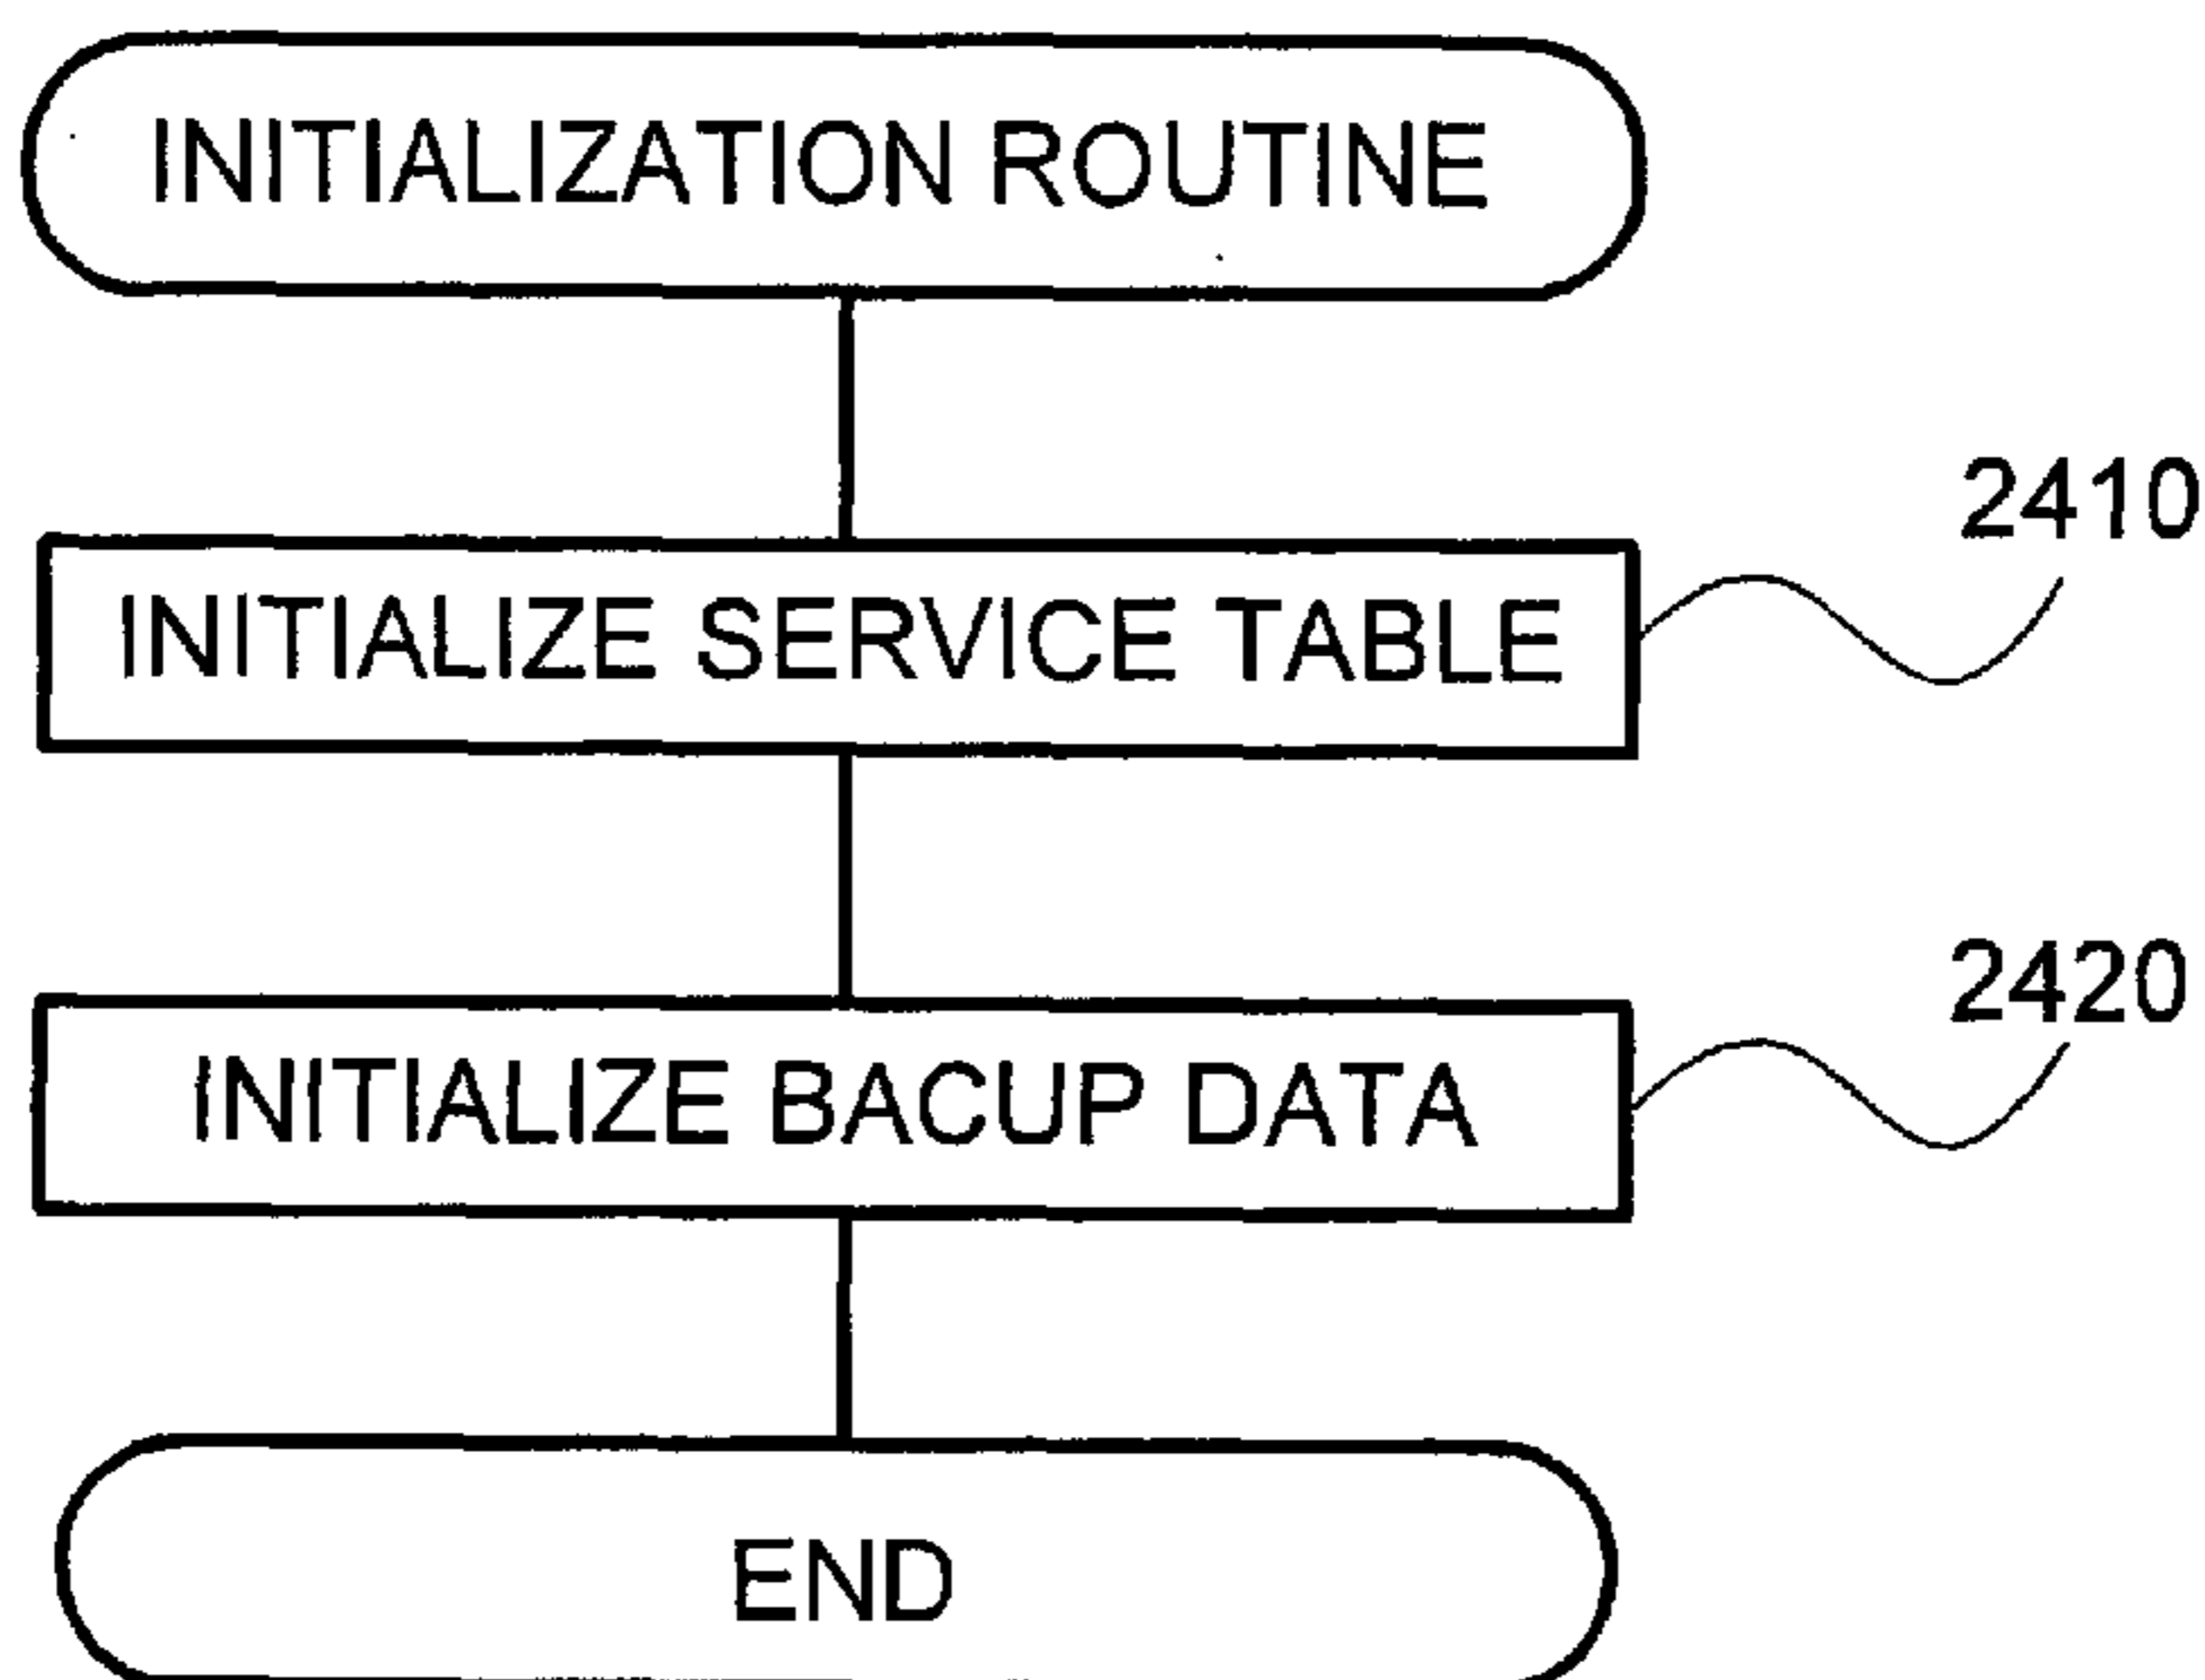 INITIALIZATION ROUTINE
2410
INITIALIZE SERVICE TABLE
2420
INITIALIZE BACUP DATA
END